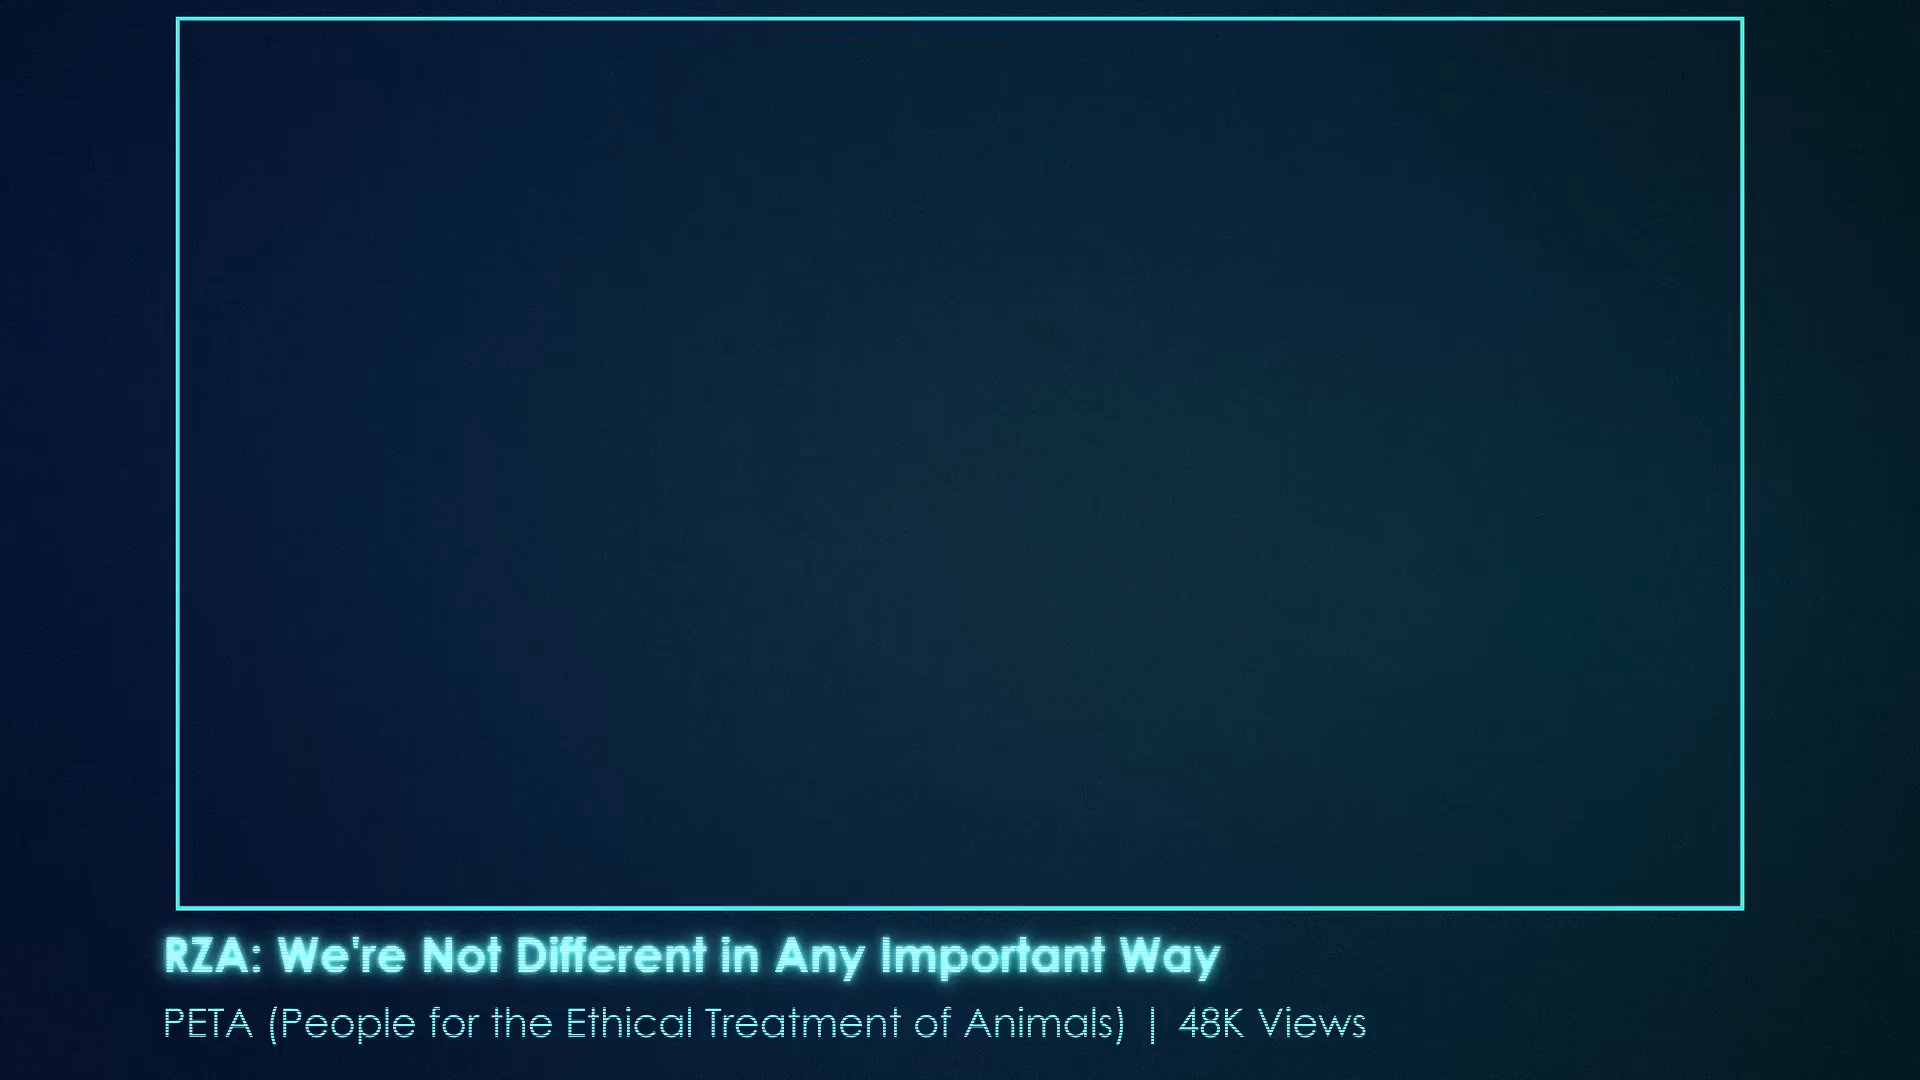 RZA: We're Not Different in Any Important Way
PETA (People for the Ethical Treatment of Animals) | 48K Views